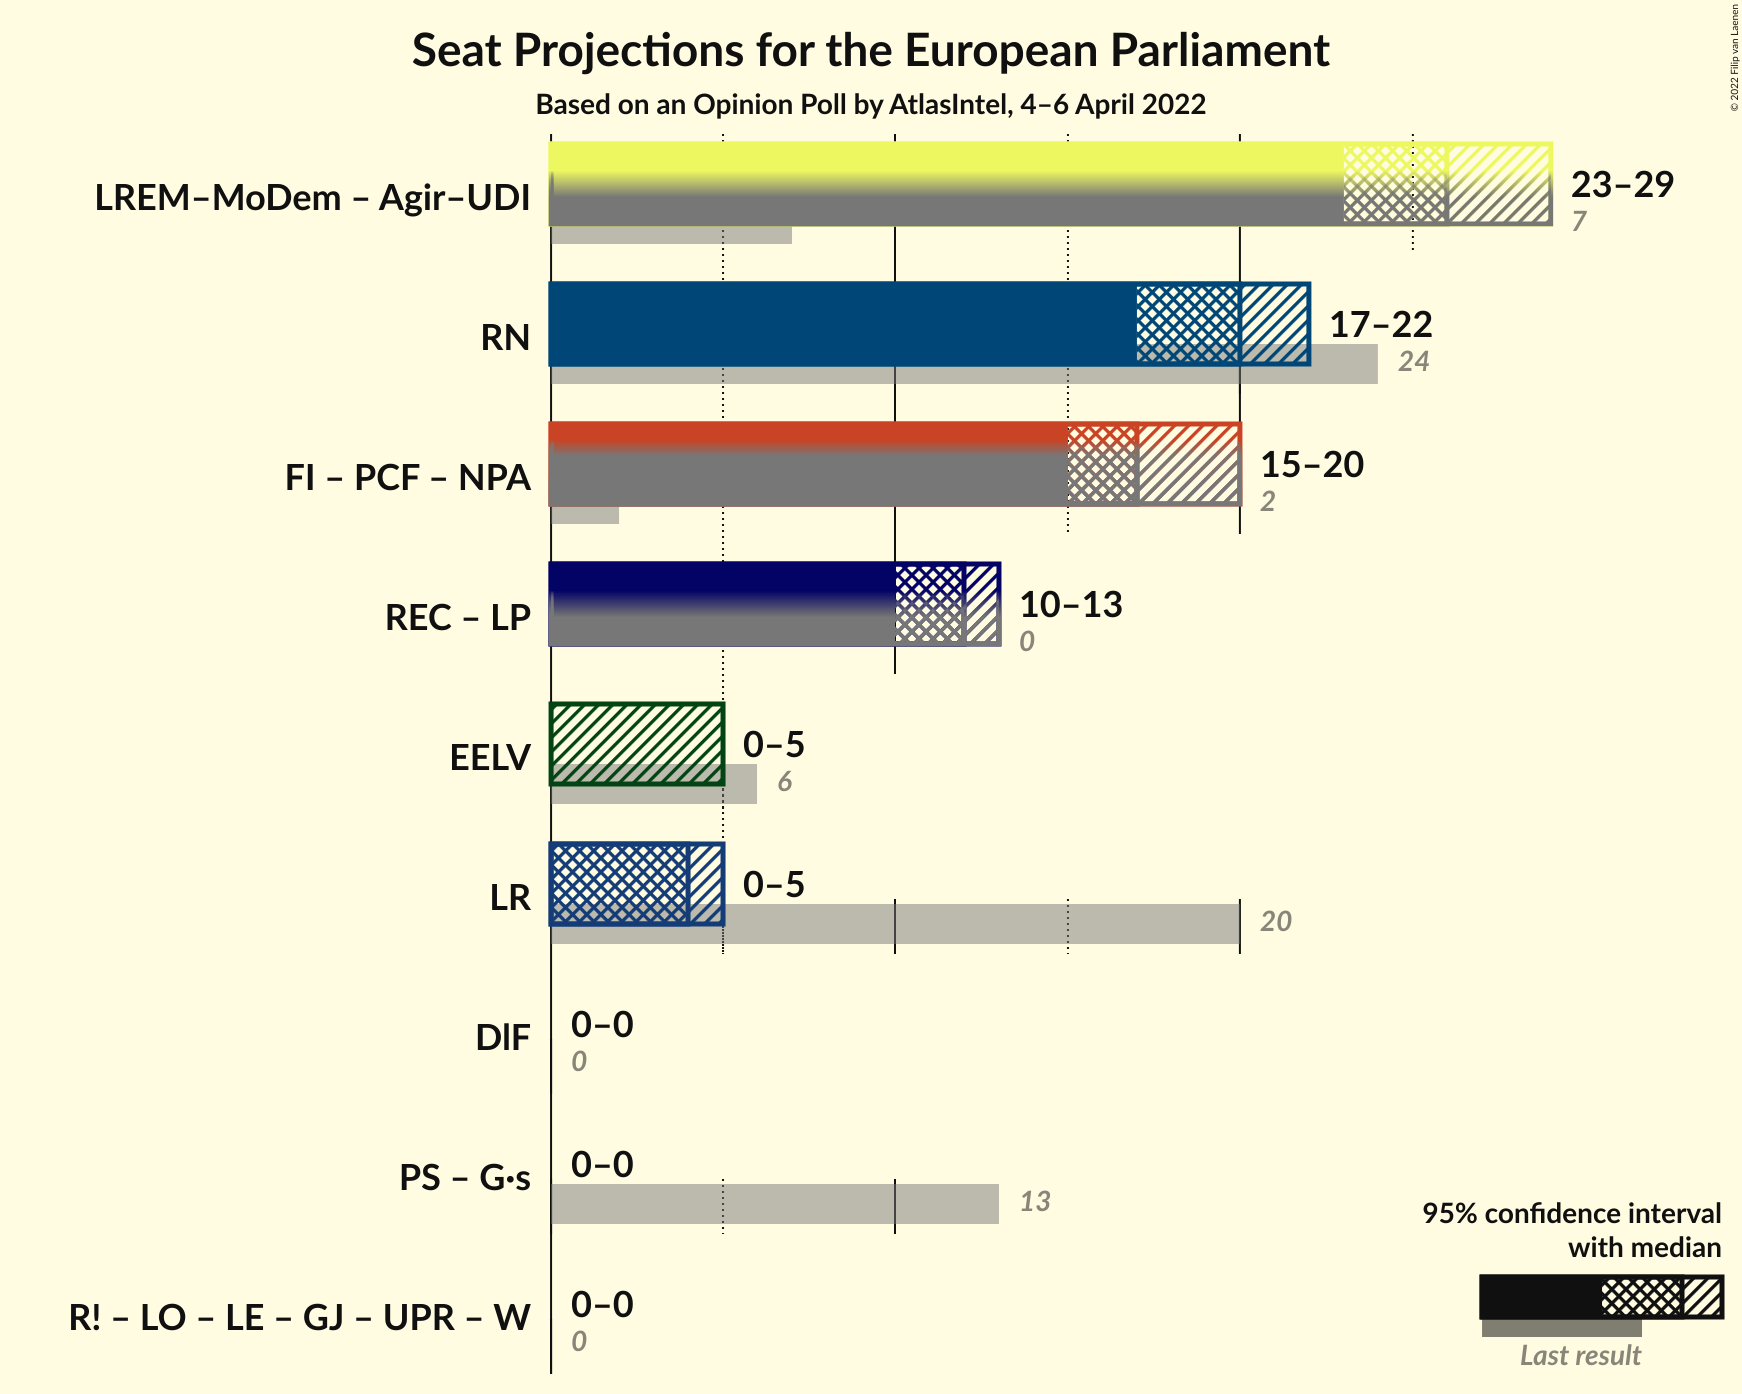 Seat Projections for the European Parliament
Based on an Opinion Poll by AtlasIntel, 4–6 April 2022
© 2022 Filip van Laenen
LREM–MoDem – Agir–UDI
23–29
7
RN
17–22
24
FI – PCF – NPA
15–20
2
REC – LP
10–13
0
EELV
0–5
6
LR
0–5
20
DlF
0–0
0
PS – G·s
0–0
13
R! – LO – LE – GJ – UPR – W
0–0
0
95% confidence interval
with median
Last result